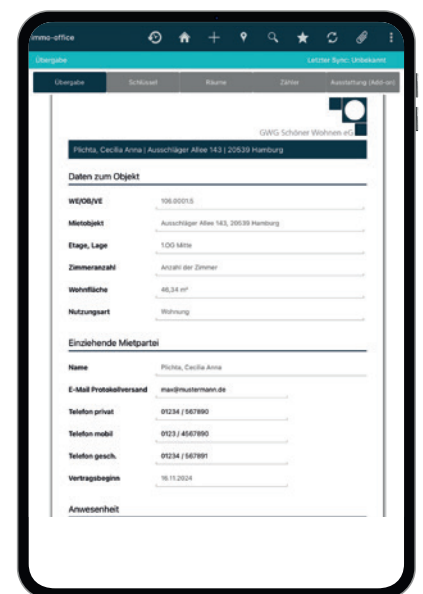 immo-office
Übergabe Letzter Sync: Unbekannt
Übergabe Schlüssel Räume Zähler Ausstattung (Add-on)
GWG Schöner Wohnen eG
Plichta, Cecilia Anna | Ausschläger Allee 143 | 20539 Hamburg
Daten zum Objekt
WE/OB/VE 106.0001.5
Mietobjekt Ausschläger Allee 143, 20539 Hamburg
Etage, Lage 1.OG Mitte
Zimmeranzahl Anzahl der Zimmer
Wohnfläche 46,34 m²
Nutzungsart Wohnung
Einziehende Mietpartei
Name Plichta, Cecilia Anna
E-Mail Protokollversand max@mustermann.de
Telefon privat 01234 / 567890
Telefon mobil 0123 / 4567890
Telefon gesch. 01234 / 567891
Vertragsbeginn 16.11.2024
Anwesenheit